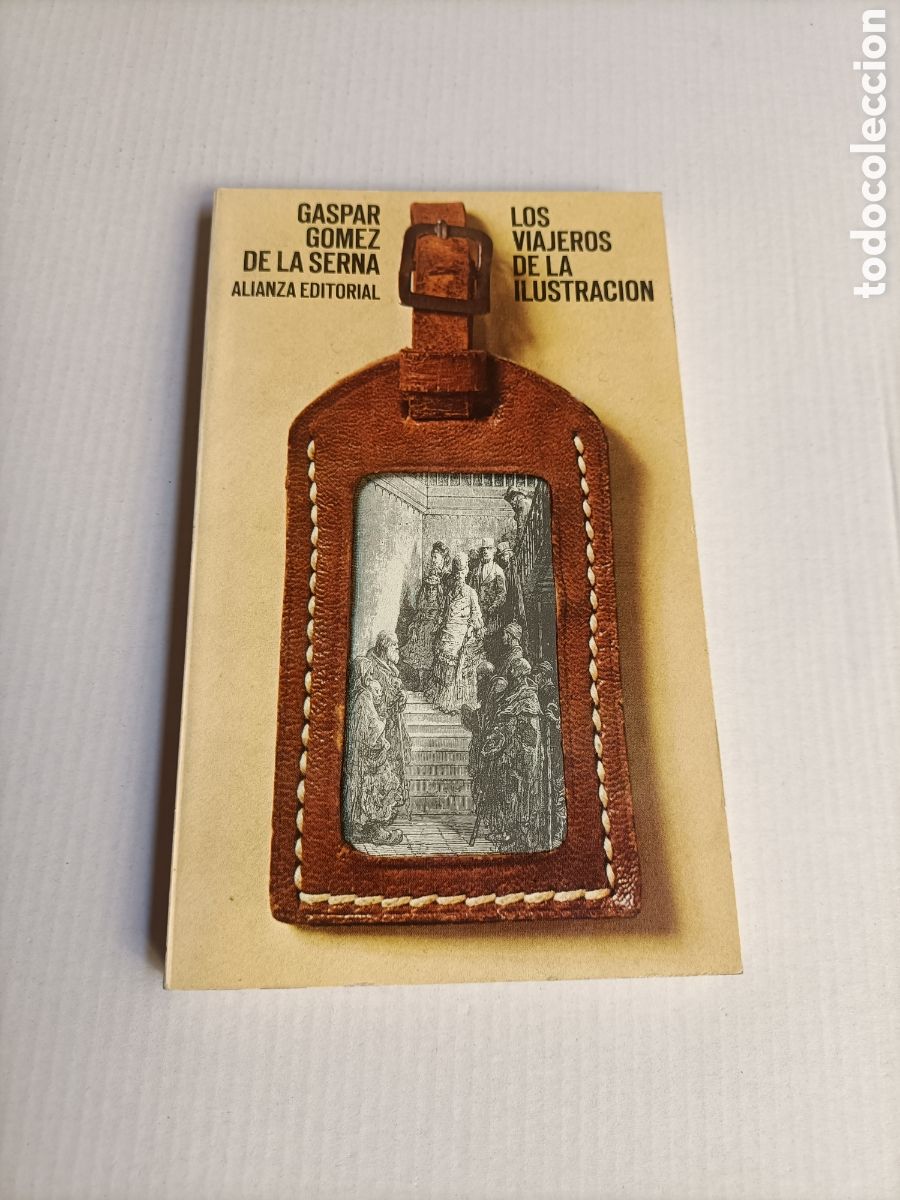 GASPAR
GOMEZ
DE LA SERNA
ALIANZA EDITORIAL
LOS
VIAJEROS
DE LA
ILUSTRACION
todocoleccion